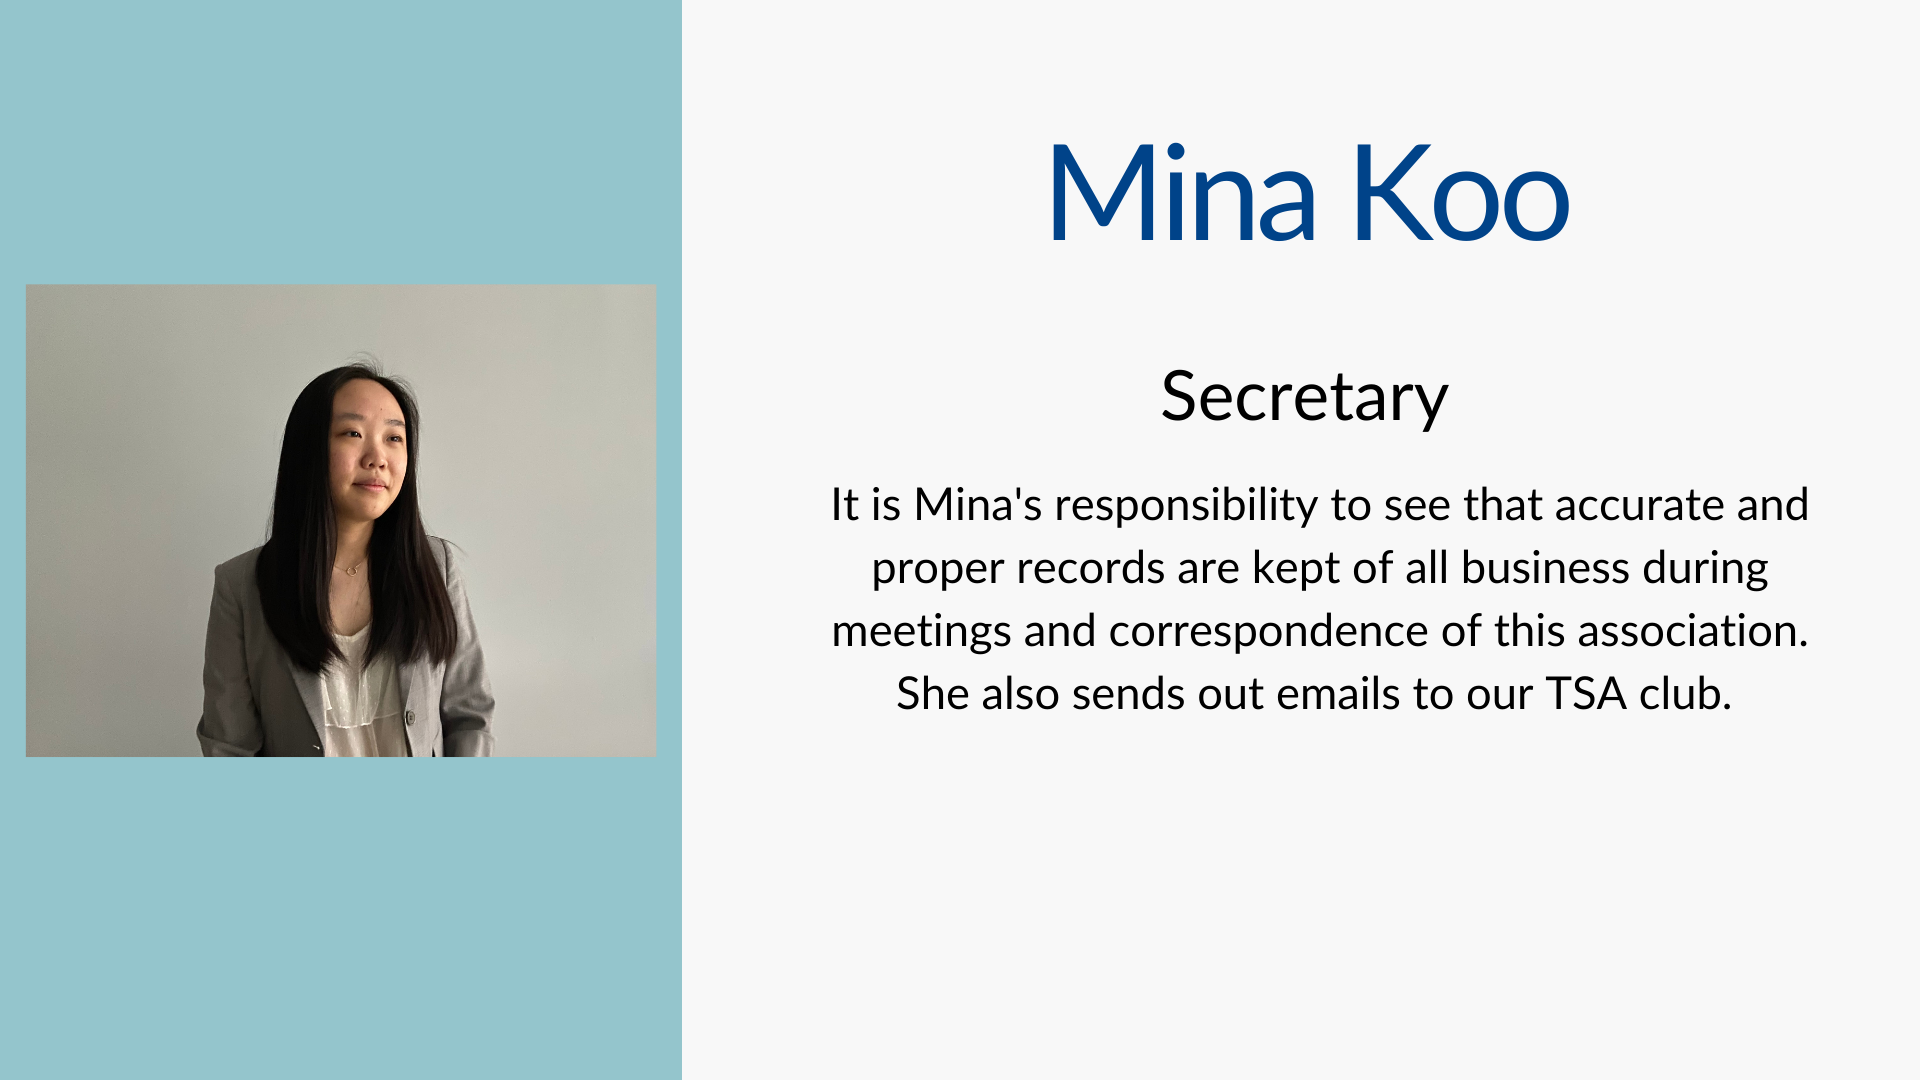 Mina Koo
Secretary
It is Mina's responsibility to see that accurate and
proper records are kept of all business during
meetings and correspondence of this association.
She also sends out emails to our TSA club.